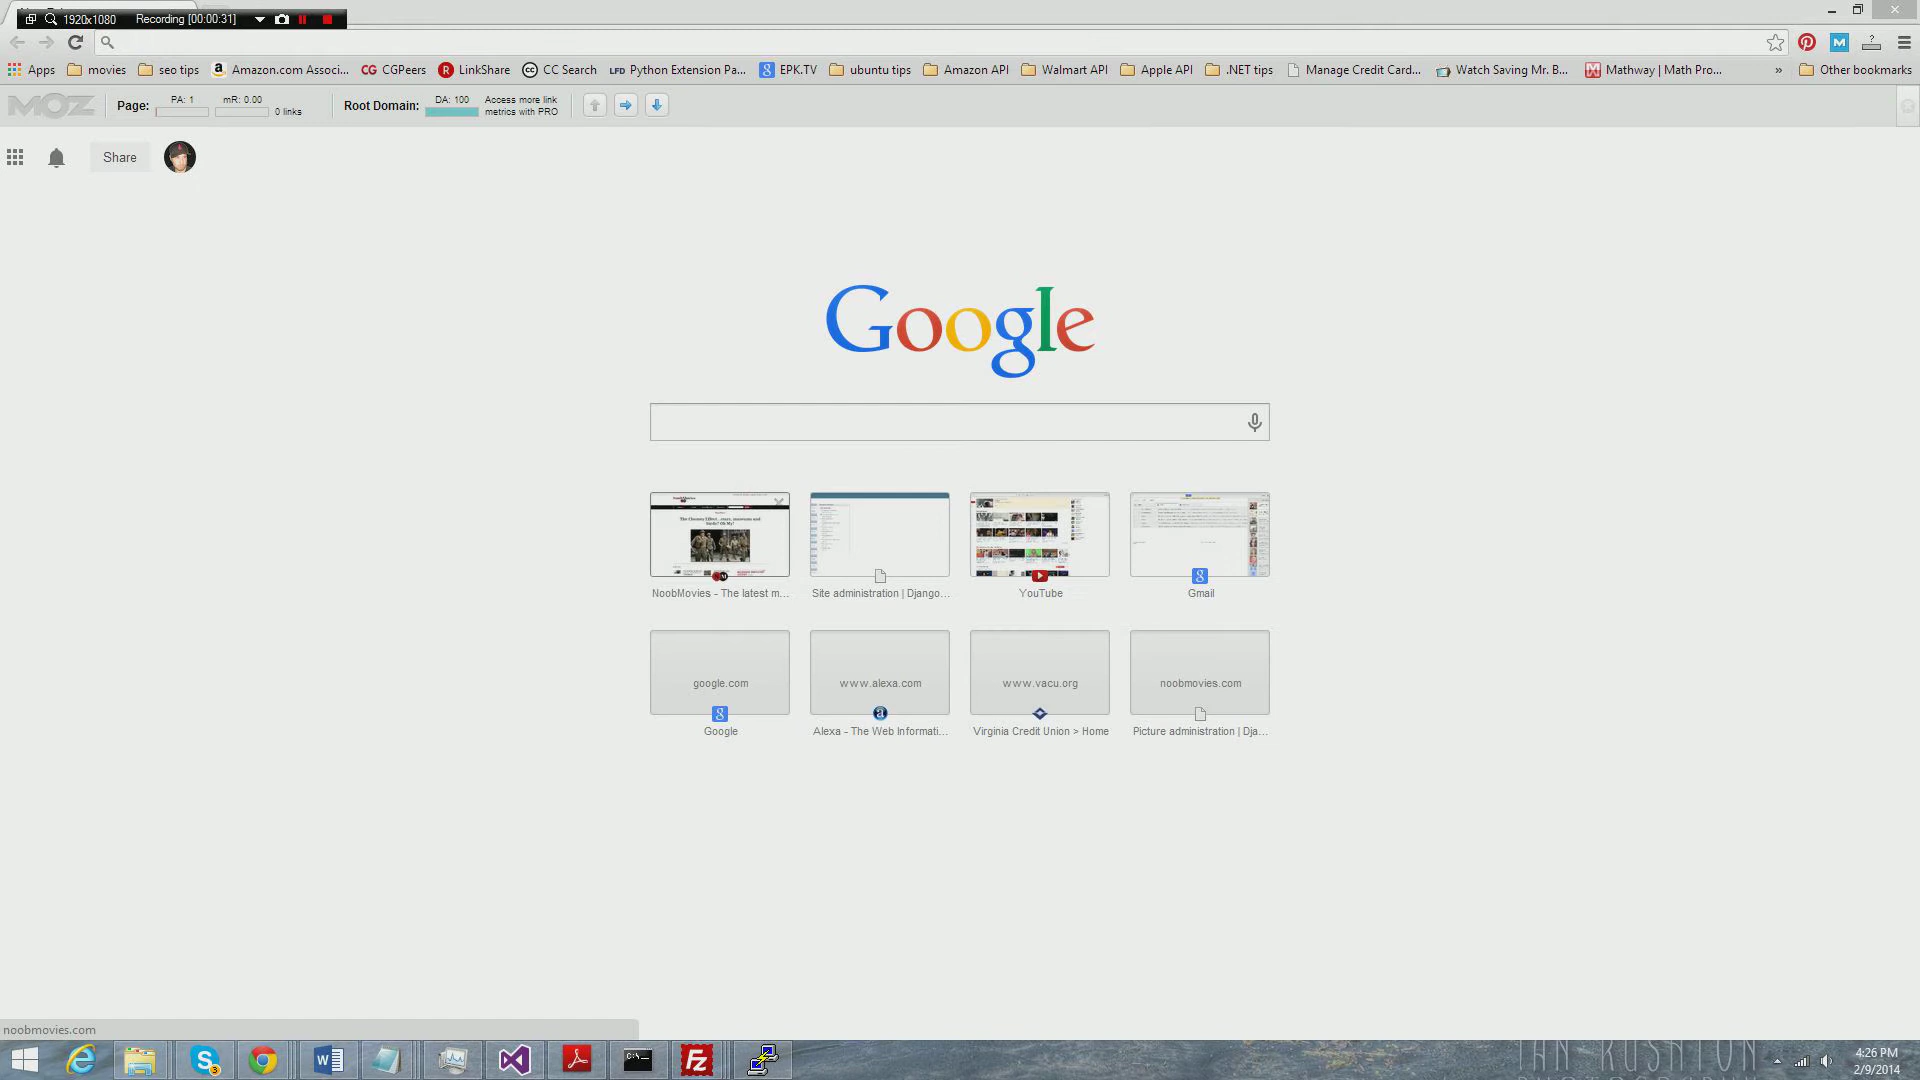 1920x1080 Recording [00:00:31]
Apps movies seo tips Amazon.com Associ... CGPeers LinkShare CC Search Python Extension Pa... EPK.TV ubuntu tips Amazon API Walmart API Apple API .NET tips Manage Credit Card... Watch Saving Mr. B... Mathway | Math Pro... » Other bookmarks
MOZ Page: PA: 1 mR: 0.00 0 links Root Domain: DA: 100 Access more link metrics with PRO
Share
Google
NoobMovies - The latest m... Site administration | Django... YouTube Gmail
google.com www.alexa.com www.vacu.org noobmovies.com
Google Alexa - The Web Informati... Virginia Credit Union > Home Picture administration | Dja...
noobmovies.com
IAN RUSHTON
4:26 PM
2/9/2014